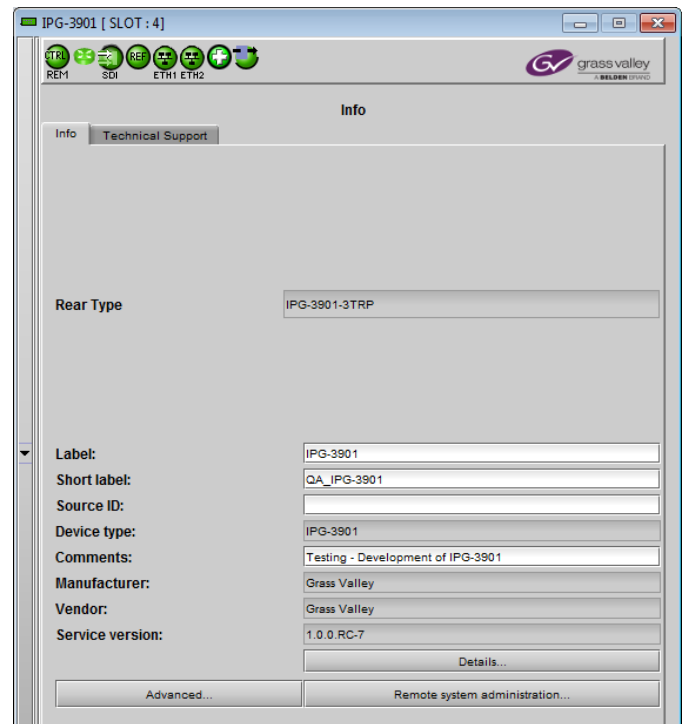 IPG-3901 [ SLOT : 4]
CTRL REF
REM SDI ETH1 ETH2
GV grass valley
A BELDEN BRAND
Info
Info Technical Support
Rear Type IPG-3901-3TRP
Label: IPG-3901
Short label: QA_IPG-3901
Source ID:
Device type: IPG-3901
Comments: Testing - Development of IPG-3901
Manufacturer: Grass Valley
Vendor: Grass Valley
Service version: 1.0.0.RC-7
Details...
Advanced... Remote system administration...